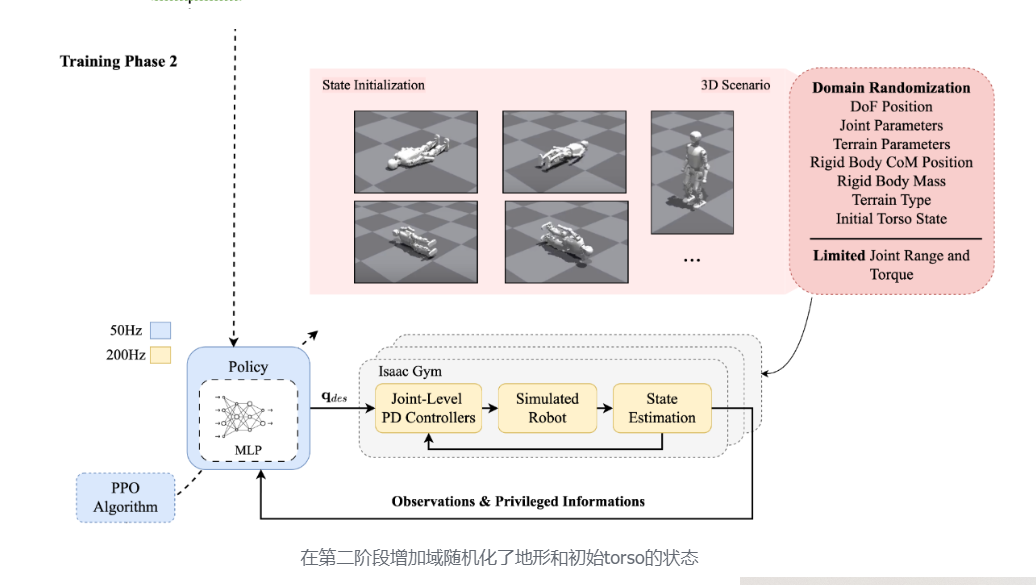 Training Phase 2
State Initialization
3D Scenario
...
Domain Randomization
DoF Position
Joint Parameters
Terrain Parameters
Rigid Body CoM Position
Rigid Body Mass
Terrain Type
Initial Torso State
Limited Joint Range and
Torque
50Hz
200Hz
Policy
MLP
PPO
Algorithm
q_des
Isaac Gym
Joint-Level
PD Controllers
Simulated
Robot
State
Estimation
Observations & Privileged Informations
在第二阶段增加域随机化了地形和初始torso的状态